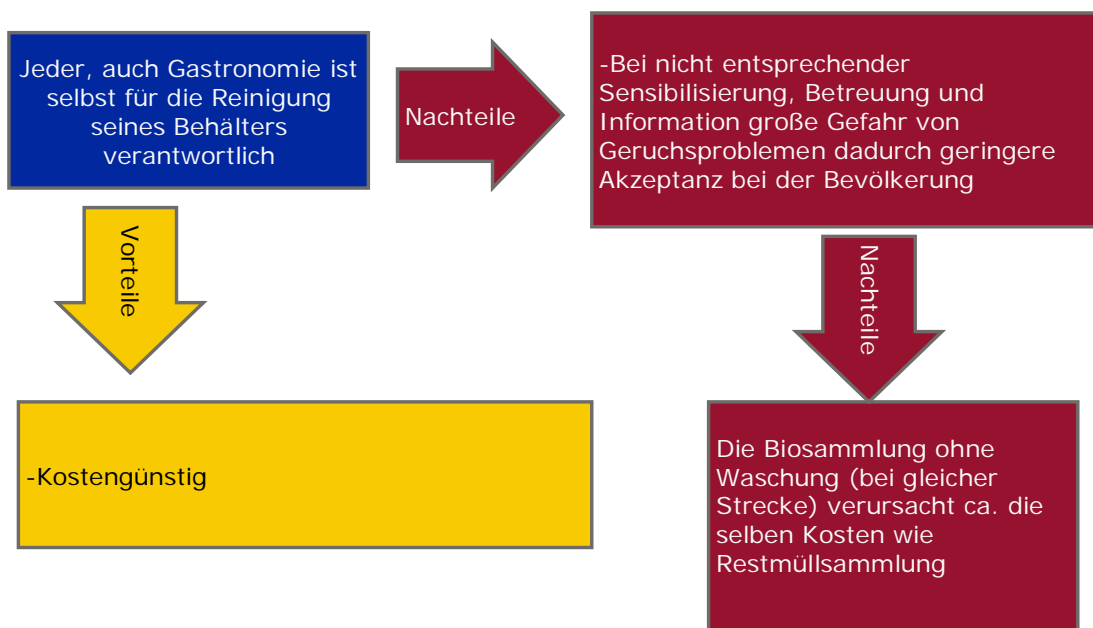 Jeder, auch Gastronomie ist
selbst für die Reinigung
seines Behälters
verantwortlich
Nachteile
-Bei nicht entsprechender
Sensibilisierung, Betreuung und
Information große Gefahr von
Geruchsproblemen dadurch geringere
Akzeptanz bei der Bevölkerung
Vorteile
Nachteile
-Kostengünstig
Die Biosammlung ohne
Waschung (bei gleicher
Strecke) verursacht ca. die
selben Kosten wie
Restmüllsammlung